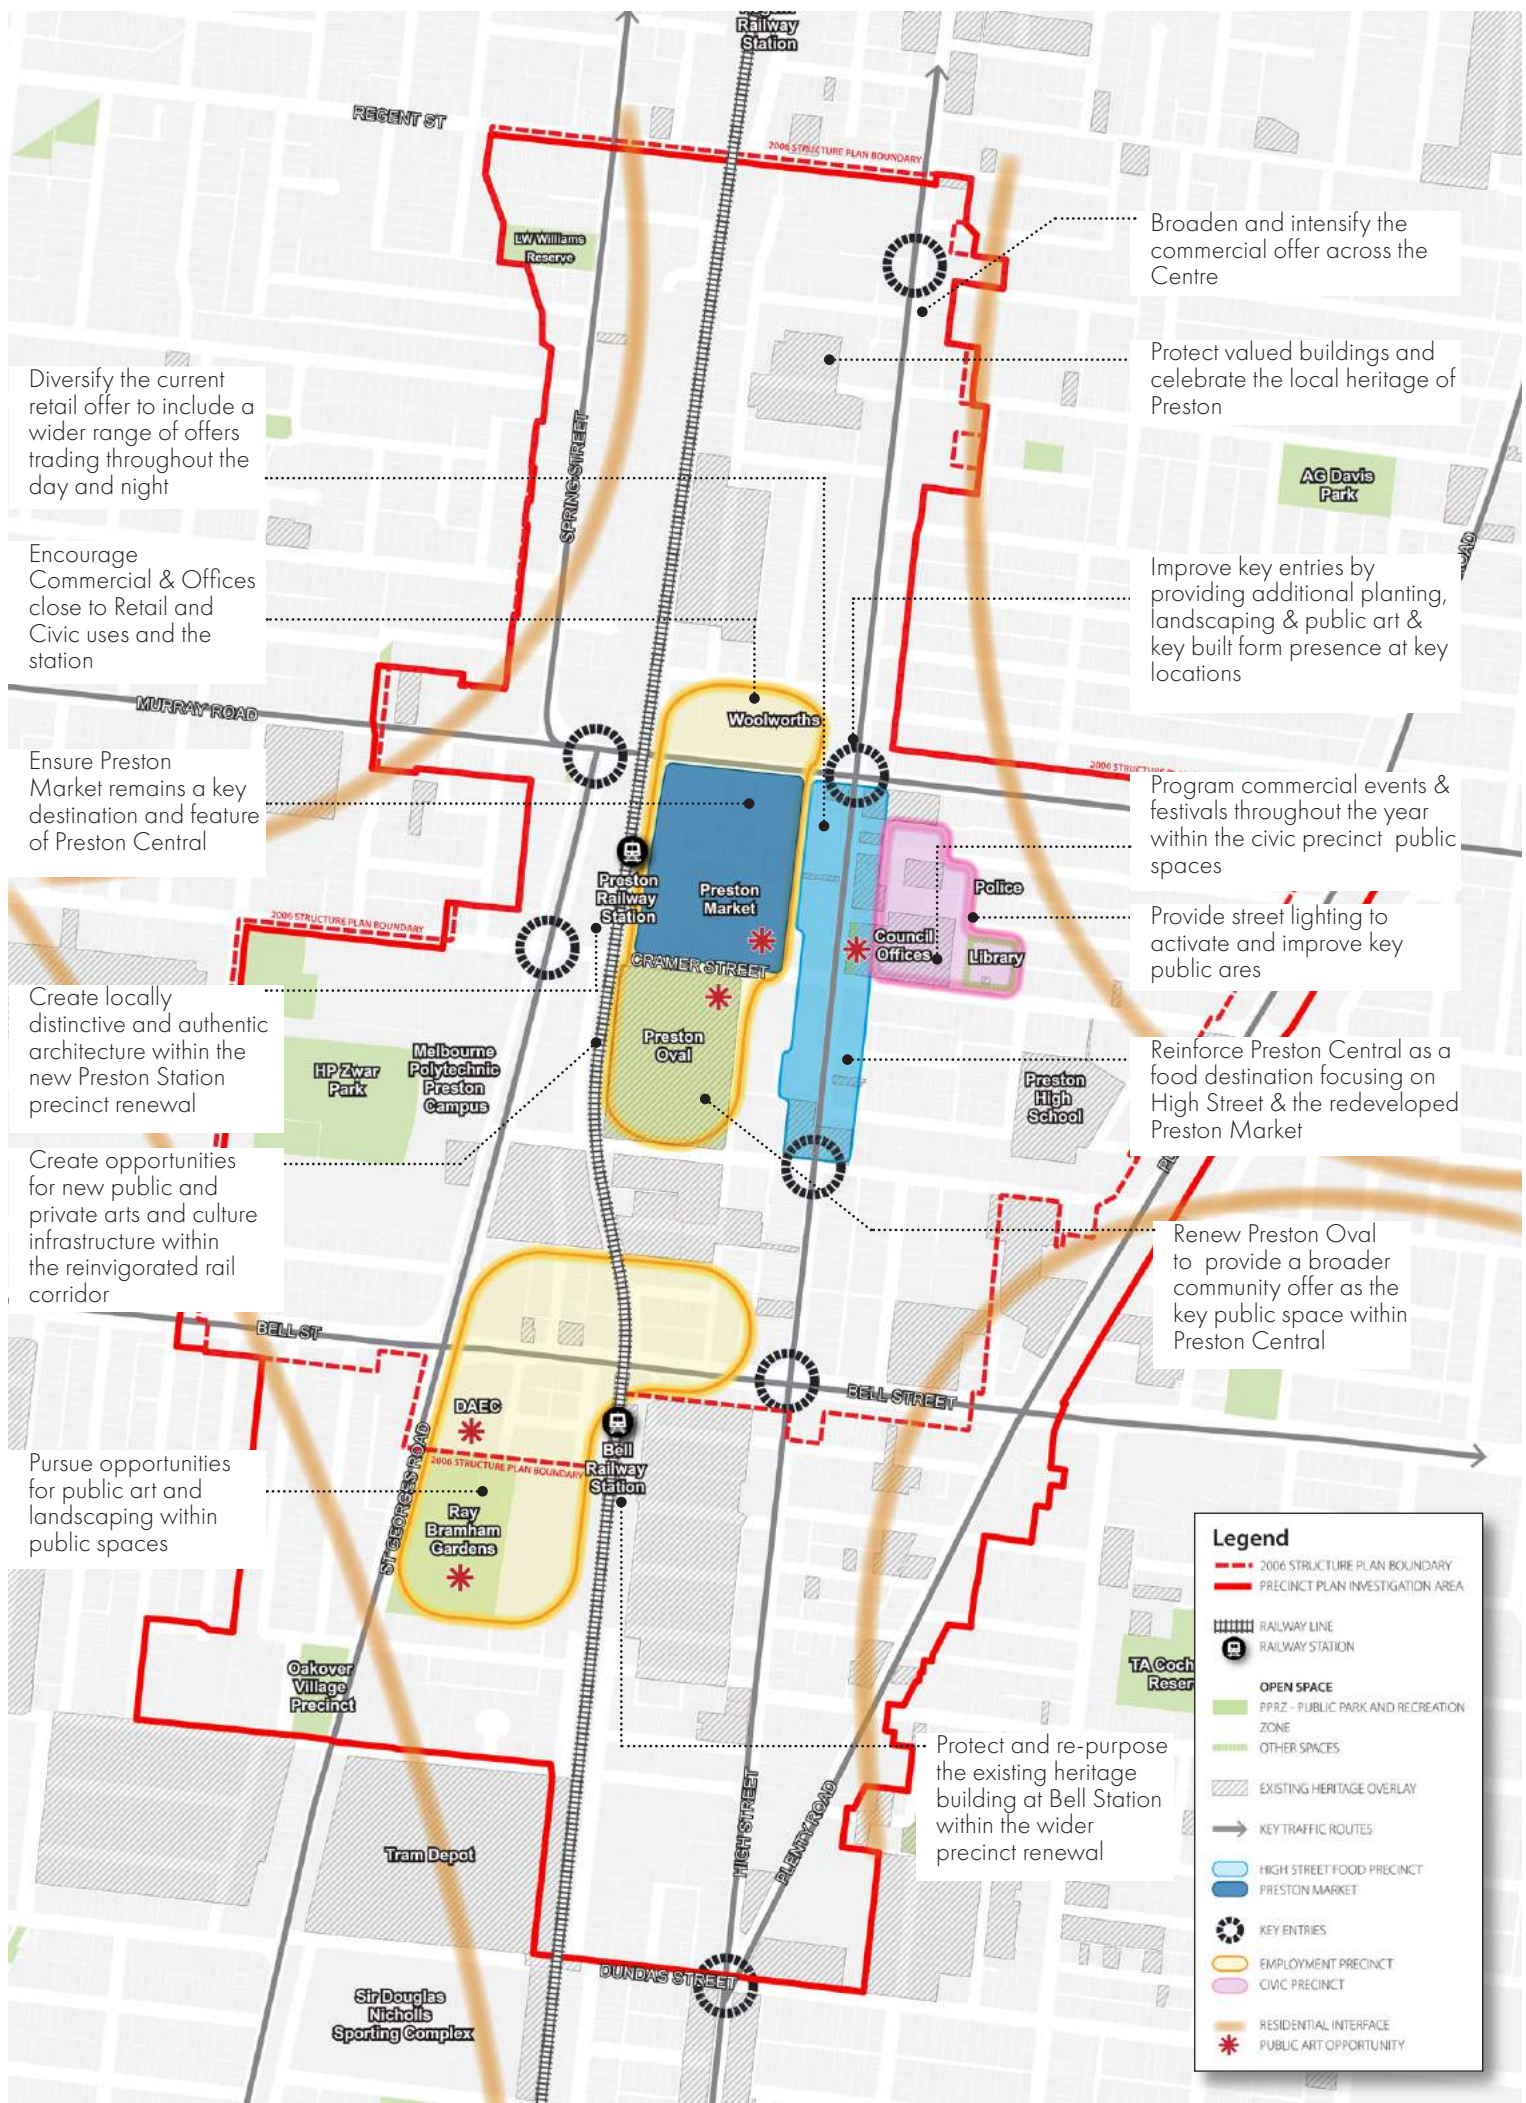 Railway
Station
REGENT ST
2006 STRUCTURE PLAN BOUNDARY
LW Williams
Reserve
Broaden and intensify the
commercial offer across the
Centre
Protect valued buildings and
celebrate the local heritage of
Preston
Diversify the current
retail offer to include a
wider range of offers
trading throughout the
day and night
SPRING STREET
AG Davis
Park
Encourage
Commercial & Offices
close to Retail and
Civic uses and the
station
Improve key entries by
providing additional planting,
landscaping & public art &
key built form presence at key
locations
MURRAY ROAD
Woolworths
Ensure Preston
Market remains a key
destination and feature
of Preston Central
Program commercial events &
festivals throughout the year
within the civic precinct public
spaces
Preston
Railway
Station
Preston
Market
Police
2006 STRUCTURE PLAN BOUNDARY
Council
Offices
Library
Provide street lighting to
activate and improve key
public ares
CRAMER STREET
Create locally
distinctive and authentic
architecture within the
new Preston Station
precinct renewal
HP Zwar
Park
Melbourne
Polytechnic
Preston
Campus
Preston
Oval
Preston
High
School
Reinforce Preston Central as a
food destination focusing on
High Street & the redeveloped
Preston Market
Create opportunities
for new public and
private arts and culture
infrastructure within
the reinvigorated rail
corridor
Renew Preston Oval
to provide a broader
community offer as the
key public space within
Preston Central
BELL ST
BELL STREET
DAEC
2006 STRUCTURE PLAN BOUNDARY
Bell
Railway
Station
ST GEORGES ROAD
Pursue opportunities
for public art and
landscaping within
public spaces
Ray
Bramham
Gardens
Oakover
Village
Precinct
TA Coch
Reser
Protect and re-purpose
the existing heritage
building at Bell Station
within the wider
precinct renewal
HIGH STREET
PLENTY ROAD
Tram Depot
DUNDAS STREET
Sir Douglas
Nicholls
Sporting Complex
Legend
2006 STRUCTURE PLAN BOUNDARY
PRECINCT PLAN INVESTIGATION AREA
RAILWAY LINE
RAILWAY STATION
OPEN SPACE
PPRZ - PUBLIC PARK AND RECREATION
ZONE
OTHER SPACES
EXISTING HERITAGE OVERLAY
KEY TRAFFIC ROUTES
HIGH STREET FOOD PRECINCT
PRESTON MARKET
KEY ENTRIES
EMPLOYMENT PRECINCT
CIVIC PRECINCT
RESIDENTIAL INTERFACE
PUBLIC ART OPPORTUNITY